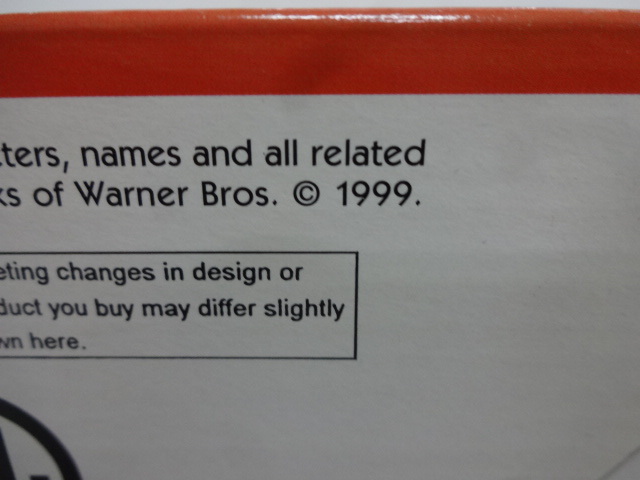 cters, names and all related
ks of Warner Bros. © 1999.
eting changes in design or
duct you buy may differ slightly
wn here.